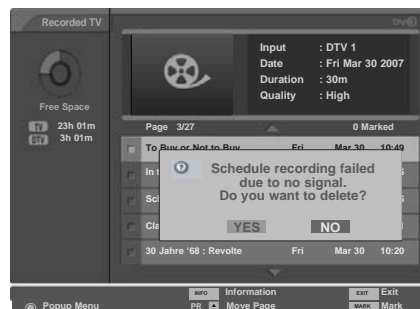 Recorded TV
Free Space
TV 23h 01m
DTV 3h 01m
Input : DTV 1
Date : Fri Mar 30 2007
Duration : 30m
Quality : High
Page 3/27 0 Marked
To Buy or Not to Buy Fri Mar 30 10:49
In
Cla
30 Jahre '68 : Revolte Fri Mar 30 10:20
Schedule recording failed
due to no signal.
Do you want to delete?
YES NO
INFO Information EXIT Exit
Popup Menu PR Move Page MARK Mark